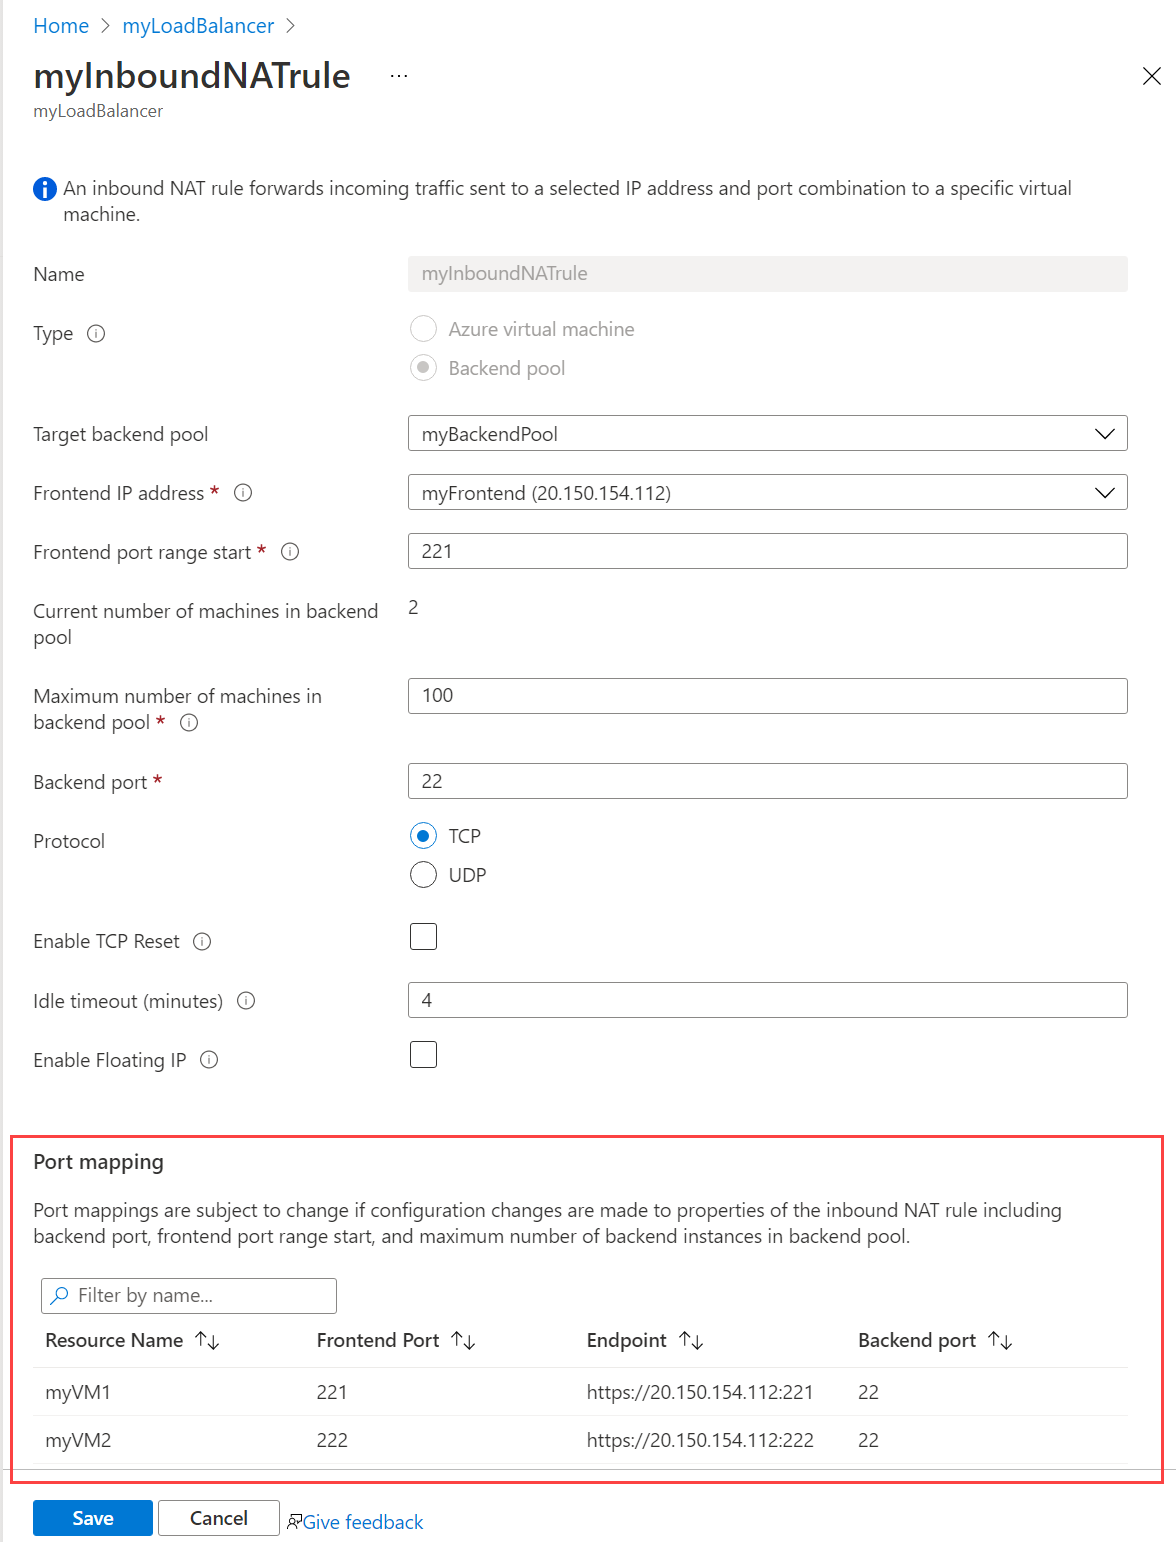 Home > myLoadBalancer >
myInboundNATrule ...
myLoadBalancer
An inbound NAT rule forwards incoming traffic sent to a selected IP address and port combination to a specific virtual
machine.
Name
myInboundNATrule
Type
Azure virtual machine
Backend pool
Target backend pool
myBackendPool
Frontend IP address *
myFrontend (20.150.154.112)
Frontend port range start *
221
Current number of machines in backend
pool
2
Maximum number of machines in
backend pool *
100
Backend port *
22
Protocol
TCP
UDP
Enable TCP Reset
Idle timeout (minutes)
4
Enable Floating IP
Port mapping
Port mappings are subject to change if configuration changes are made to properties of the inbound NAT rule including
backend port, frontend port range start, and maximum number of backend instances in backend pool.
Filter by name...
Resource Name ↑↓ Frontend Port ↑↓ Endpoint ↑↓ Backend port ↑↓
myVM1 221 https://20.150.154.112:221 22
myVM2 222 https://20.150.154.112:222 22
Save Cancel Give feedback